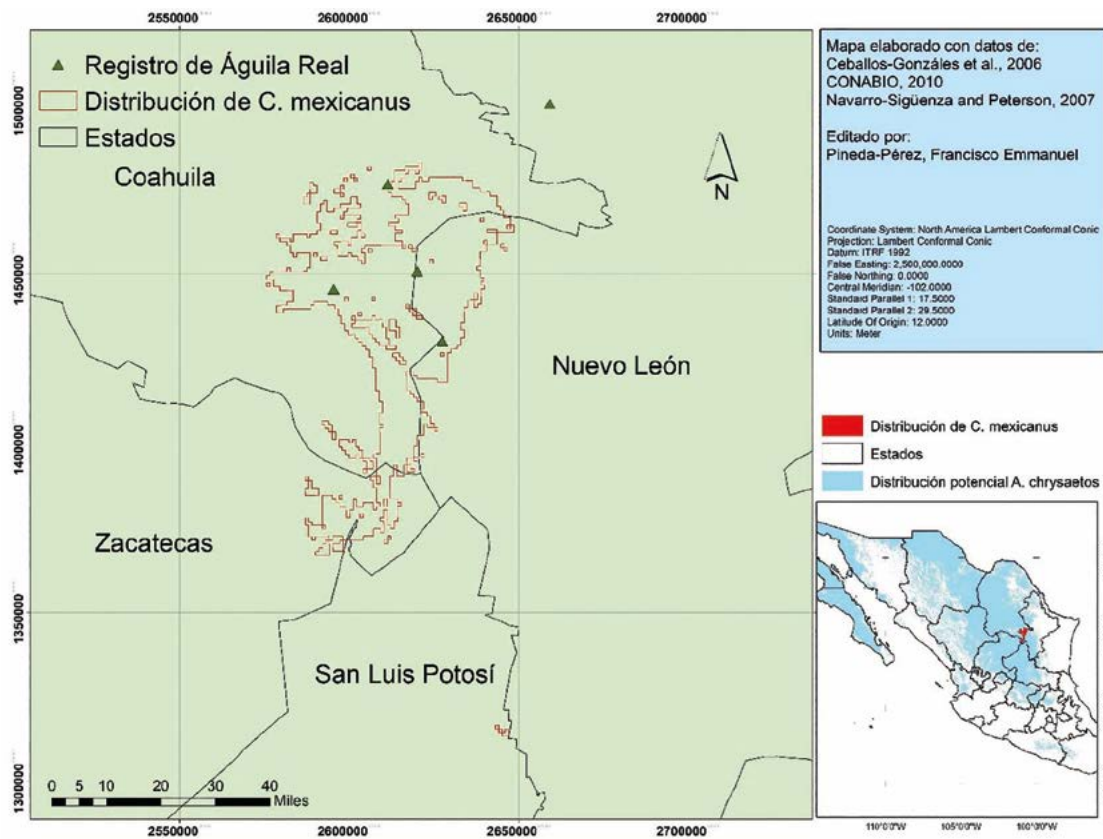 2550000 2600000 2650000 2700000
Registro de Águila Real
Distribución de C. mexicanus
Estados
1500000
1450000
1400000
1350000
1300000
Coahuila
N
Nuevo León
Zacatecas
San Luis Potosí
0 5 10 20 30 40
Miles
2550000 2600000 2650000 2700000
Mapa elaborado con datos de:
Ceballos-Gonzáles et al., 2006
CONABIO, 2010
Navarro-Sigüenza and Peterson, 2007
Editado por:
Pineda-Pérez, Francisco Emmanuel
Coordinate System: North America Lambert Conformal Conic
Projection: Lambert Conformal Conic
Datum: ITRF 1992
False Easting: 2,500,000.0000
False Northing: 0.0000
Central Meridian: -102.0000
Standard Parallel 1: 17.5000
Standard Parallel 2: 29.5000
Latitude Of Origin: 12.0000
Units: Meter
Distribución de C. mexicanus
Estados
Distribución potencial A. chrysaetos
110°0'0"W 105°0'0"W 100°0'0"W